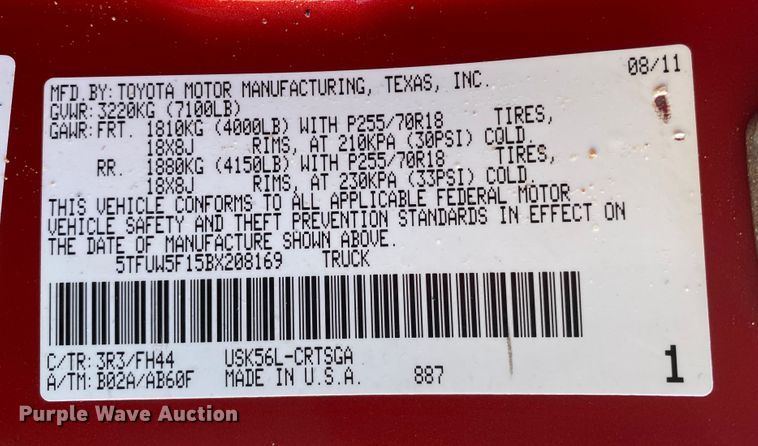 MFD.BY:TOYOTA MOTOR MANUFACTURING, TEXAS, INC. 08/11
GVWR:3220KG (7100LB)
GAWR:FRT. 1810KG (4000LB) WITH P255/70R18 TIRES,
18X8J RIMS, AT 210KPA (30PSI) COLD.
RR. 1880KG (4150LB) WITH P255/70R18 TIRES,
18X8J RIMS, AT 230KPA (33PSI) COLD.
THIS VEHICLE CONFORMS TO ALL APPLICABLE FEDERAL MOTOR
VEHICLE SAFETY AND THEFT PREVENTION STANDARDS IN EFFECT ON
THE DATE OF MANUFACTURE SHOWN ABOVE.
5TFUW5F15BX208169 TRUCK
C/TR:3R3/FH44 USK56L-CRTSGA
A/TM:B02A/AB60F MADE IN U.S.A. 887 1
Purple Wave Auction